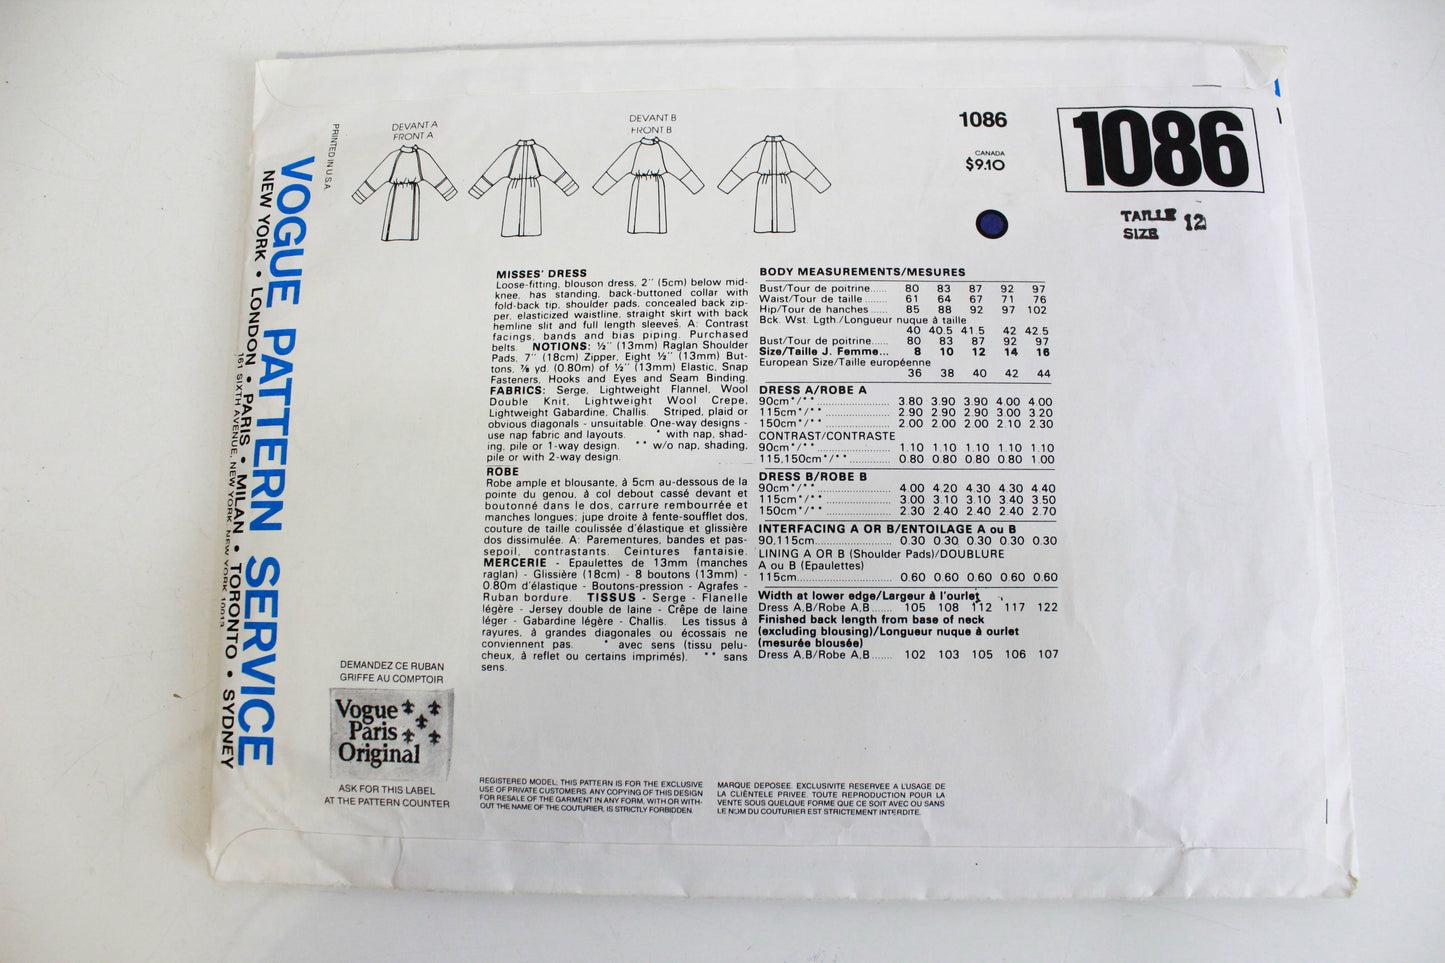 VOGUE PATTERN SERVICE
NEW YORK • LONDON • PARIS • MILAN • TORONTO • SYDNEY
161 SIXTH AVENUE, NEW YORK, NEW YORK 10013
PRINTED IN U.S.A.
DEVANT A
FRONT A
DEVANT B
FRONT B
1086
CANADA
$9.10
1086
TAILLE
SIZE 12
MISSES' DRESS
Loose-fitting, blouson dress, 2'' (5cm) below mid-
knee, has standing, back-buttoned collar with
fold-back tip, shoulder pads, concealed back zip-
per, elasticized waistline, straight skirt with back
hemline slit and full length sleeves. A: Contrast
facings, bands and bias piping. Purchased
belts. NOTIONS: ½'' (13mm) Raglan Shoulder
Pads, 7'' (18cm) Zipper, Eight ½'' (13mm) But-
tons, ⅞ yd. (0.80m) of ½'' (13mm) Elastic, Snap
Fasteners, Hooks and Eyes and Seam Binding.
FABRICS: Serge, Lightweight Flannel, Wool
Double Knit, Lightweight Wool Crepe,
Lightweight Gabardine, Challis. Striped, plaid or
obvious diagonals - unsuitable. One-way designs -
use nap fabric and layouts. * with nap, shad-
ing, pile or 1-way design. ** w/o nap, shading,
pile or with 2-way design.
ROBE
Robe ample et blousante, à 5cm au-dessous de la
pointe du genou, à col debout cassé devant et
boutonné dans le dos, carrure rembourrée et
manches longues; jupe droite à fente-soufflet dos,
couture de taille coulissée d'élastique et glissière
dos dissimulée. A: Parementures, bandes et pas-
sepoil, contrastants. Ceintures fantaisie.
MERCERIE - Epaulettes de 13mm (manches
raglan) - Glissière (18cm) - 8 boutons (13mm) -
0.80m d'élastique - Boutons-pression - Agrafes -
Ruban bordure. TISSUS - Serge - Flanelle
légère - Jersey double de laine - Crêpe de laine
léger - Gabardine légère - Challis. Les tissus à
rayures, à grandes diagonales ou écossais ne
conviennent pas. * avec sens (tissu pelu-
cheux, à reflet ou certains imprimés). ** sans
sens.
BODY MEASUREMENTS/MESURES
Bust/Tour de poitrine...... 80 83 87 92 97
Waist/Tour de taille........ 61 64 67 71 76
Hip/Tour de hanches...... 85 88 92 97 102
Bck. Wst. Lgth./Longueur nuque à taille
40 40.5 41.5 42 42.5
Bust/Tour de poitrine...... 80 83 87 92 97
Size/Taille J. Femme... 8 10 12 14 16
European Size/Taille européenne
36 38 40 42 44
DRESS A/ROBE A
90cm*/** 3.80 3.90 3.90 4.00 4.00
115cm*/** 2.90 2.90 2.90 3.00 3.20
150cm*/** 2.00 2.00 2.00 2.10 2.30
CONTRAST/CONTRASTE
90cm*/** 1.10 1.10 1.10 1.10 1.10
115,150cm*/** 0.80 0.80 0.80 0.80 1.00
DRESS B/ROBE B
90cm*/** 4.00 4.20 4.30 4.30 4.40
115cm*/** 3.00 3.10 3.10 3.40 3.50
150cm*/** 2.30 2.40 2.40 2.40 2.70
INTERFACING A OR B/ENTOILAGE A ou B
90,115cm 0.30 0.30 0.30 0.30 0.30
LINING A OR B (Shoulder Pads)/DOUBLURE
A ou B (Epaulettes)
115cm 0.60 0.60 0.60 0.60 0.60
Width at lower edge/Largeur à l'ourlet
Dress A,B/Robe A,B...... 105 108 112 117 122
Finished back length from base of neck
(excluding blousing)/Longueur nuque à ourlet
(mesurée blousée)
Dress A,B/Robe A,B...... 102 103 105 106 107
DEMANDEZ CE RUBAN
GRIFFE AU COMPTOIR
Vogue
Paris
Original
ASK FOR THIS LABEL
AT THE PATTERN COUNTER
REGISTERED MODEL: THIS PATTERN IS FOR THE EXCLUSIVE
USE OF PRIVATE CUSTOMERS. ANY COPYING OF THIS DESIGN
FOR RESALE OF THE GARMENT IN ANY FORM, WITH OR WITH-
OUT THE NAME OF THE COUTURIER, IS STRICTLY FORBIDDEN.
MARQUE DEPOSEE. EXCLUSIVITE RESERVEE A L'USAGE DE
LA CLIENTELE PRIVEE. TOUTE REPRODUCTION POUR LA
VENTE SOUS QUELQUE FORME QUE CE SOIT AVEC OU SANS
LE NOM DU COUTURIER EST STRICTEMENT INTERDITE.